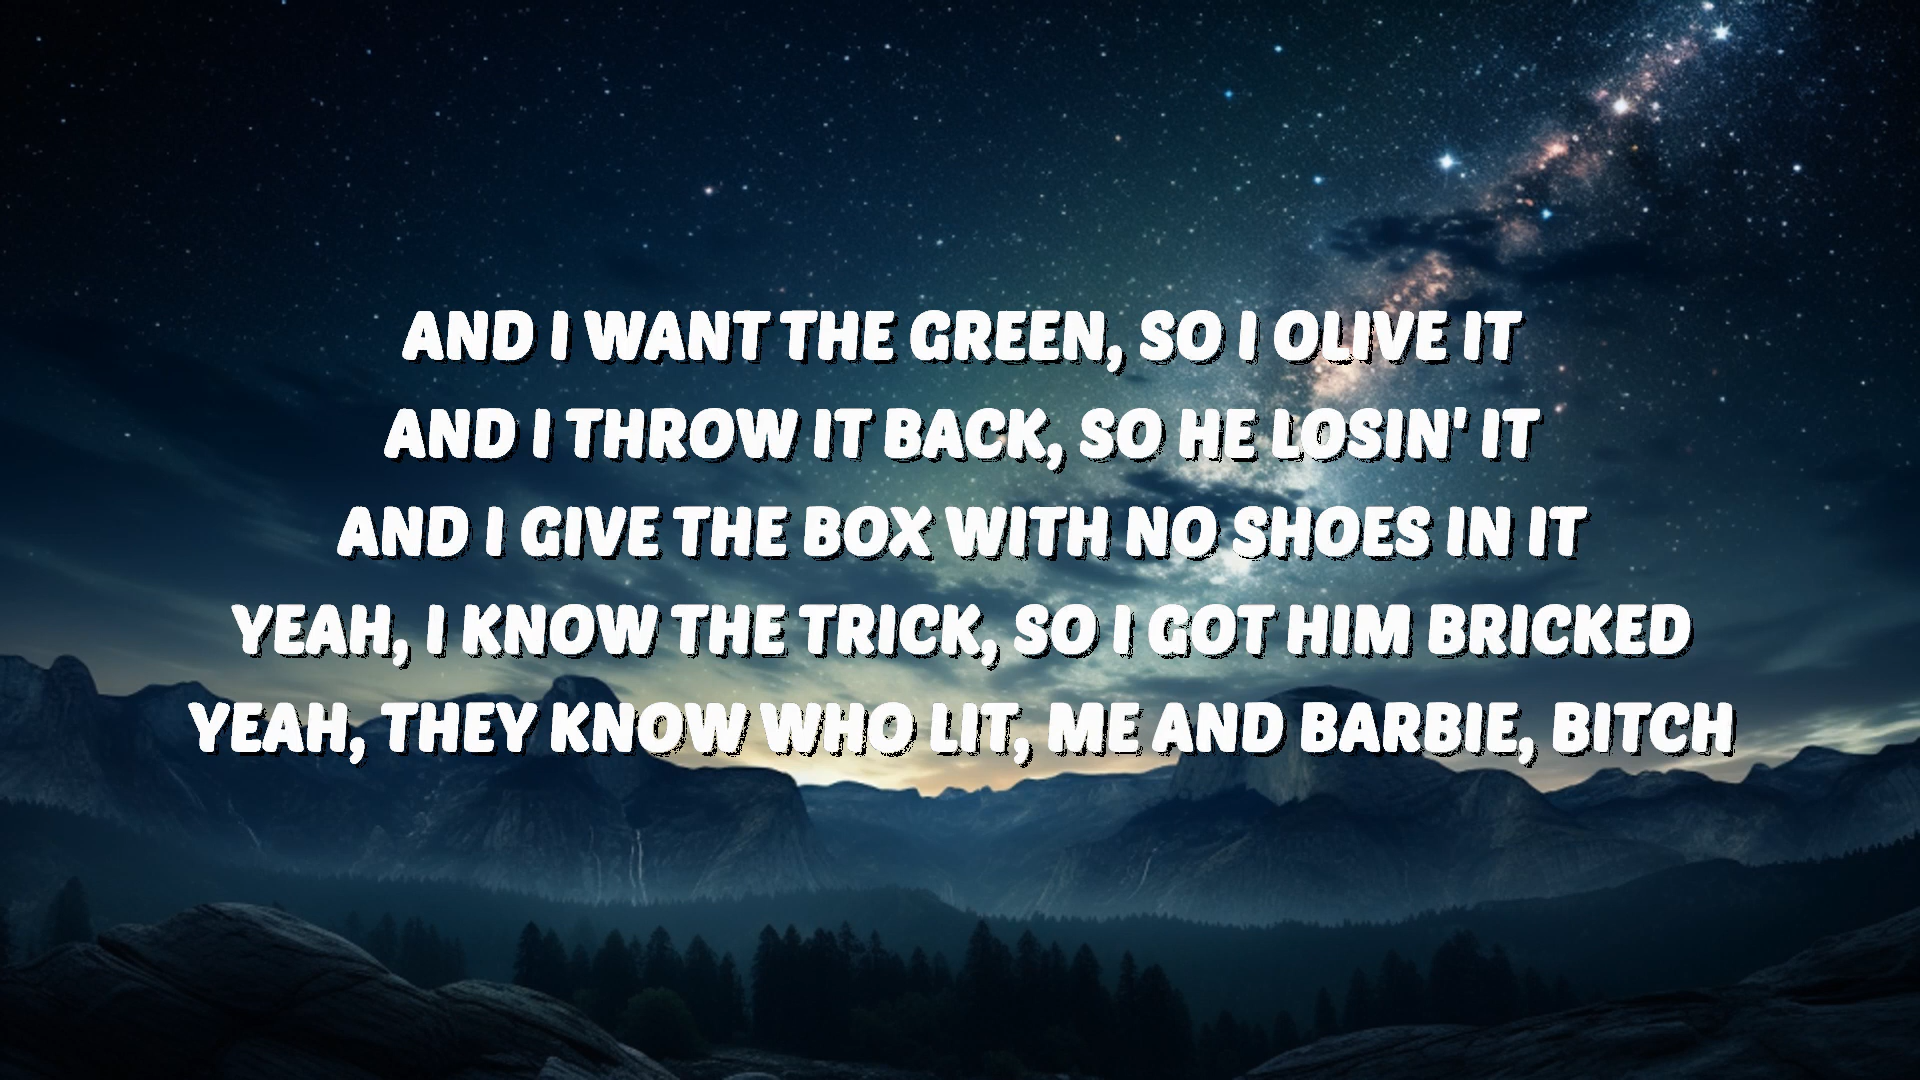 AND I WANT THE GREEN, SO I OLIVE IT
AND I THROW IT BACK, SO HE LOSIN' IT
AND I GIVE THE BOX WITH NO SHOES IN IT
YEAH, I KNOW THE TRICK, SO I GOT HIM BRICKED
YEAH, THEY KNOW WHO LIT, ME AND BARBIE, BITCH